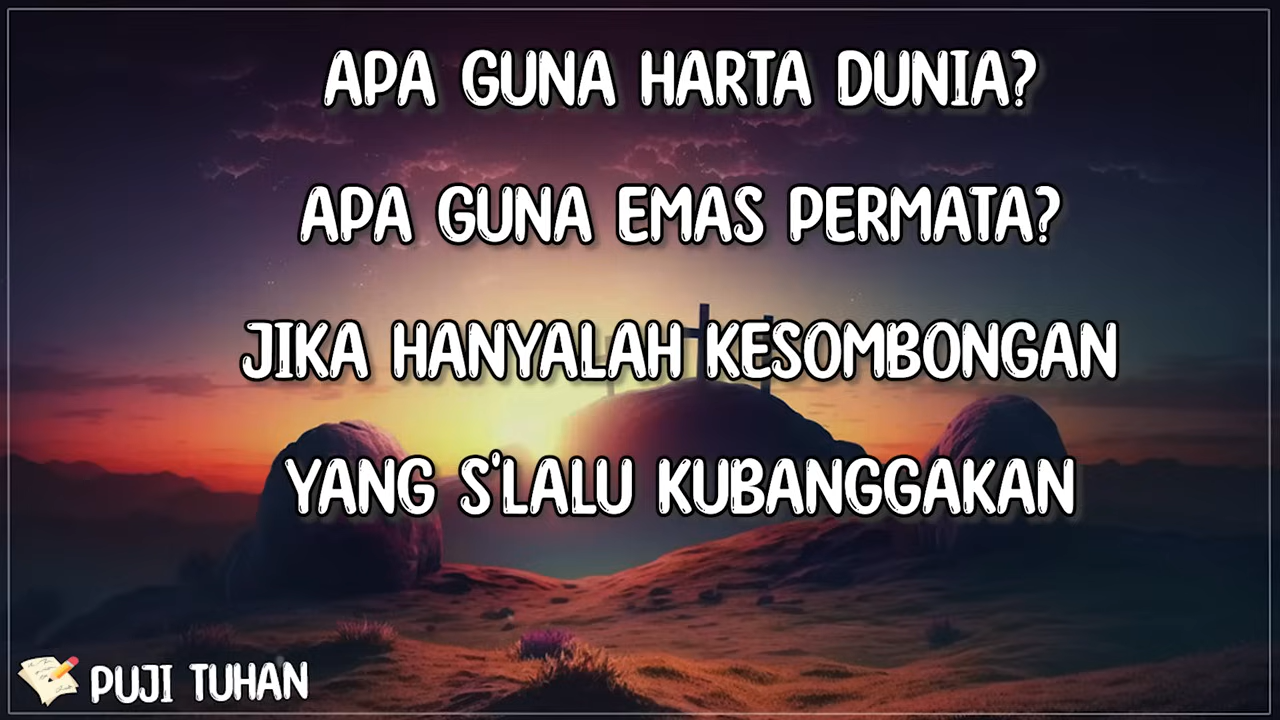 APA GUNA HARTA DUNIA?
APA GUNA EMAS PERMATA?
JIKA HANYALAH KESOMBONGAN
YANG S'LALU KUBANGGAKAN
PUJI TUHAN